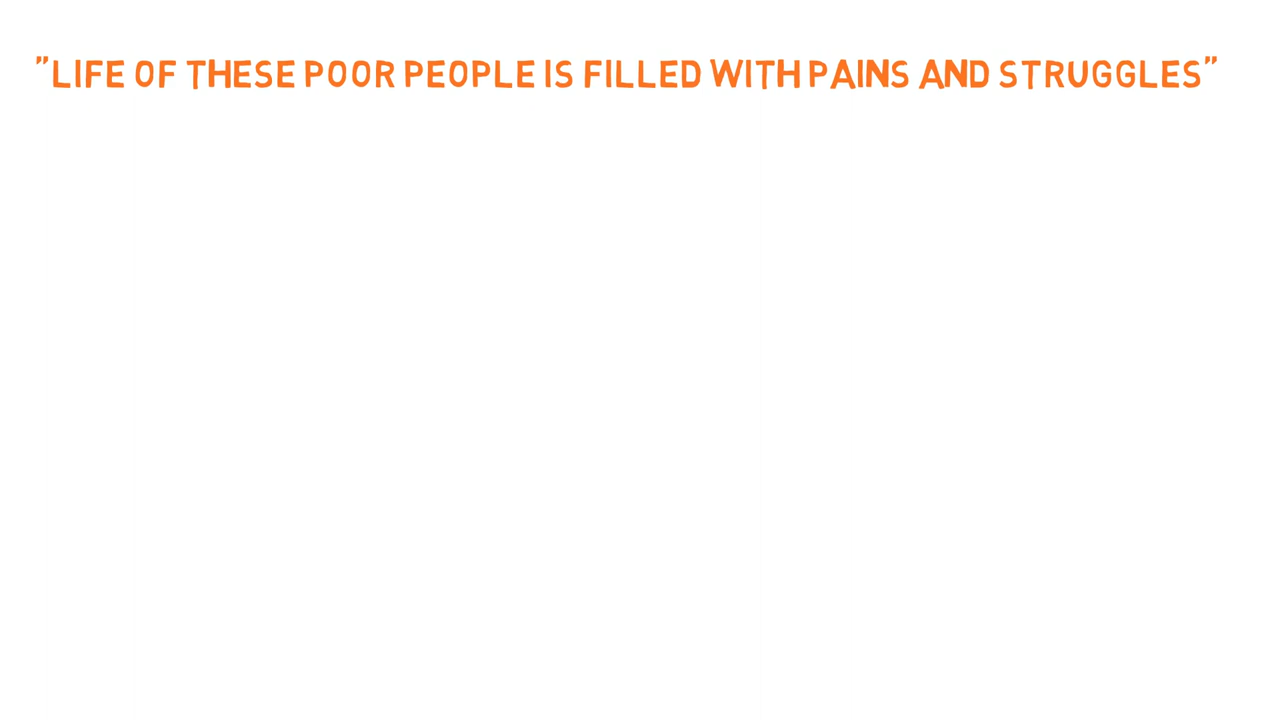 "LIFE OF THESE POOR PEOPLE IS FILLED WITH PAINS AND STRUGGLES"